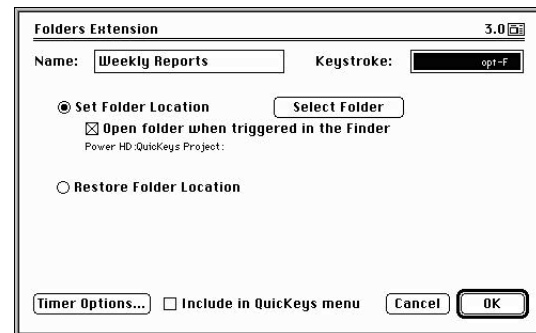 Folders Extension 3.0
Name: Weekly Reports Keystroke: opt-F
Set Folder Location Select Folder
Open folder when triggered in the Finder
Power HD:QuicKeys Project:
Restore Folder Location
Timer Options... Include in QuicKeys menu Cancel OK